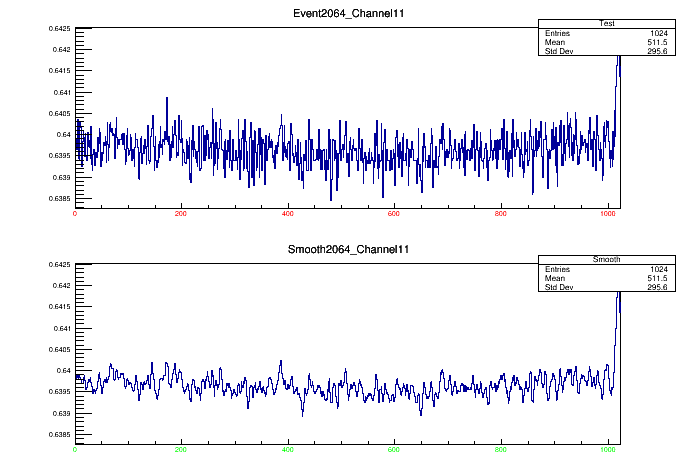 Event2064_Channel11
Test
Entries 1024
Mean 511.5
Std Dev 295.6
0.6425
0.642
0.6415
0.641
0.6405
0.64
0.6395
0.639
0.6385
0 200 400 600 800 1000
Smooth2064_Channel11
Smooth
Entries 1024
Mean 511.5
Std Dev 295.6
0.6425
0.642
0.6415
0.641
0.6405
0.64
0.6395
0.639
0.6385
0 200 400 600 800 1000